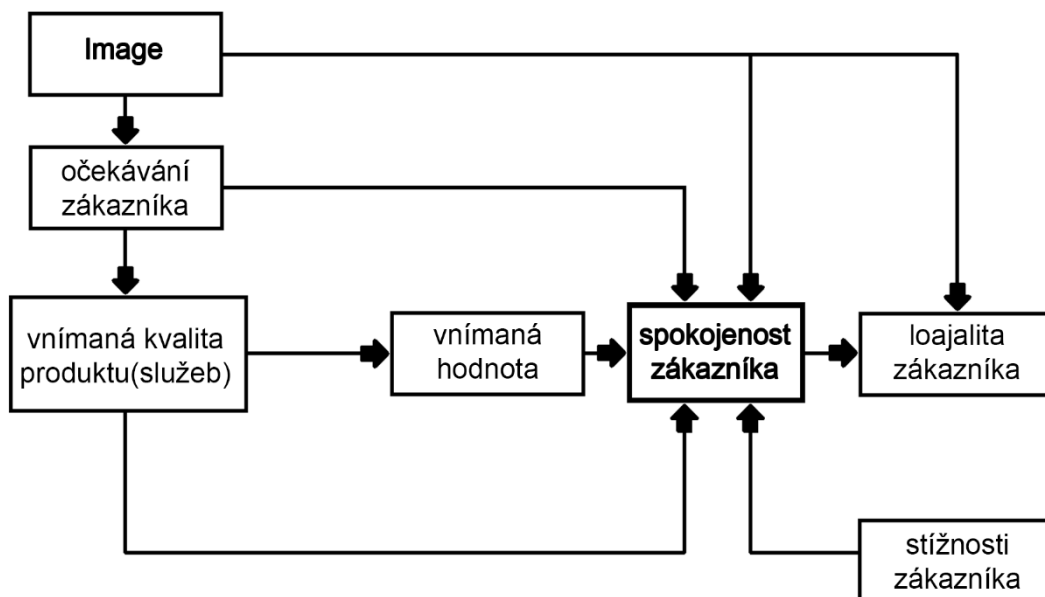 Image
očekávání
zákazníka
vnímaná kvalita
produktu(služeb)
vnímaná
hodnota
spokojenost
zákazníka
loajalita
zákazníka
stížnosti
zákazníka